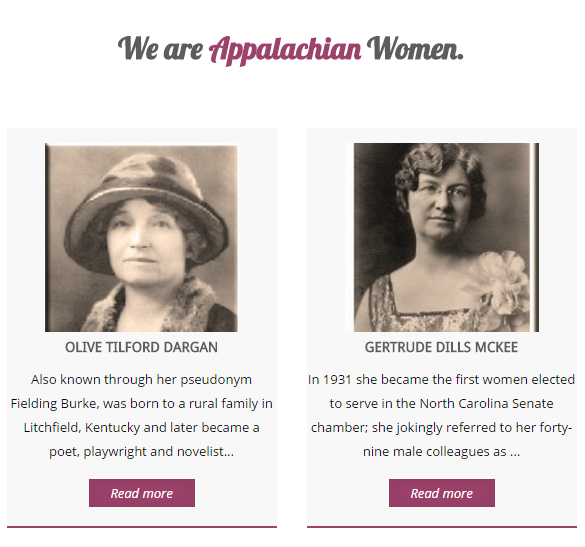 We are Appalachian Women.
OLIVE TILFORD DARGAN
Also known through her pseudonym
Fielding Burke, was born to a rural family in
Litchfield, Kentucky and later became a
poet, playwright and novelist...
Read more
GERTRUDE DILLS MCKEE
In 1931 she became the first women elected
to serve in the North Carolina Senate
chamber; she jokingly referred to her forty-
nine male colleagues as ...
Read more